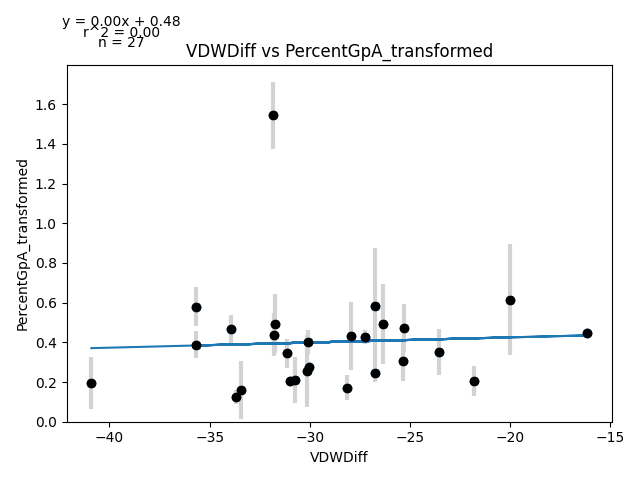 y = 0.00x + 0.48
r^2 = 0.00
n = 27
VDWDiff vs PercentGpA_transformed
PercentGpA_transformed
1.6
1.4
1.2
1.0
0.8
0.6
0.4
0.2
0.0
−40 −35 −30 −25 −20 −15
VDWDiff